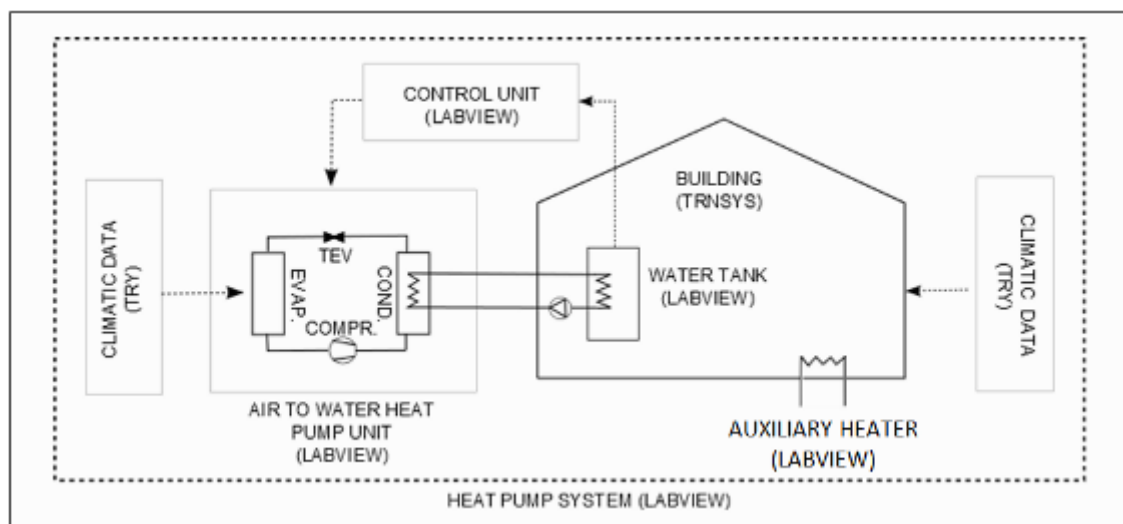 CONTROL UNIT
(LABVIEW)
BUILDING
(TRNSYS)
CLIMATIC DATA
(TRY)
TEV
EVAP.
COND.
COMPR.
WATER TANK
(LABVIEW)
CLIMATIC DATA
(TRY)
AIR TO WATER HEAT
PUMP UNIT
(LABVIEW)
AUXILIARY HEATER
(LABVIEW)
HEAT PUMP SYSTEM (LABVIEW)